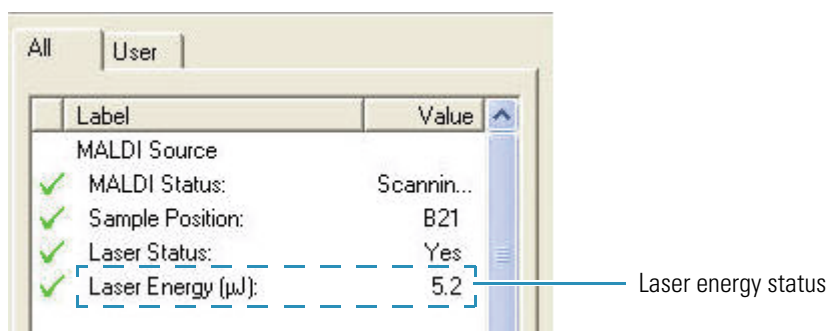 All User
Label Value
MALDI Source
MALDI Status: Scannin...
Sample Position: B21
Laser Status: Yes
Laser Energy (µJ): 5.2 Laser energy status